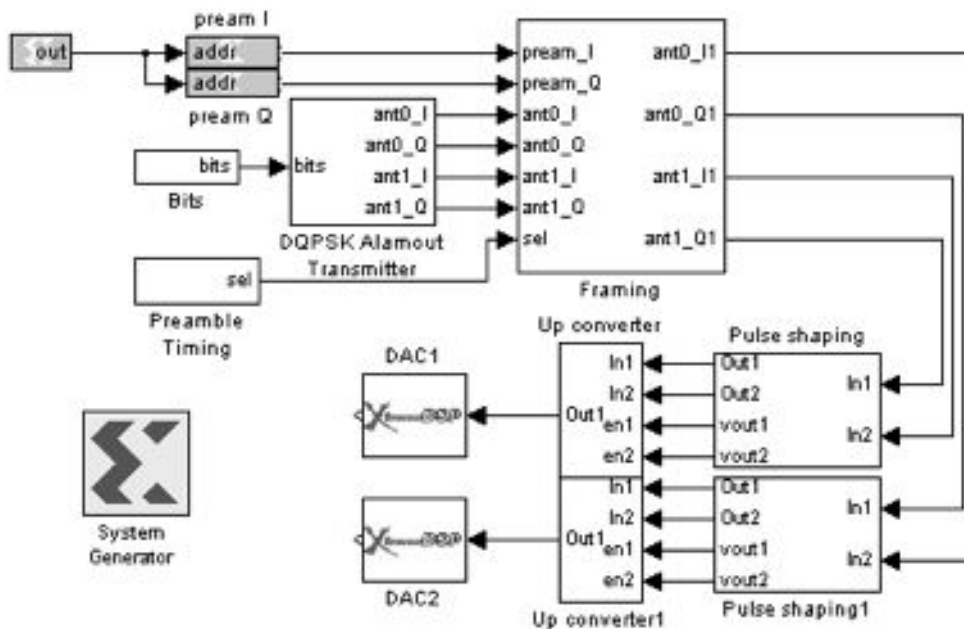 pream I
out
addr
addr
pream Q
pream_I
pream_Q
ant0_I
ant0_Q
ant1_I
ant1_Q
sel
ant0_I1
ant0_Q1
ant1_I1
ant1_Q1
Framing
bits
Bits
bits
ant0_I
ant0_Q
ant1_I
ant1_Q
DQPSK Alamout
Transmitter
sel
Preamble
Timing
Up converter
In1
In2
en1
en2
Out1
Pulse shaping
Out1
Out2
vout1
vout2
In1
In2
DAC1
In1
In2
en1
en2
Out1
Up converter1
Out1
Out2
vout1
vout2
In1
In2
Pulse shaping1
DAC2
System
Generator